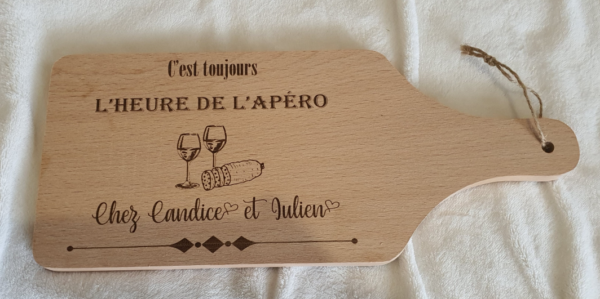 C'est toujours
L'HEURE DE L'APÉRO
Chez Candice et Julien